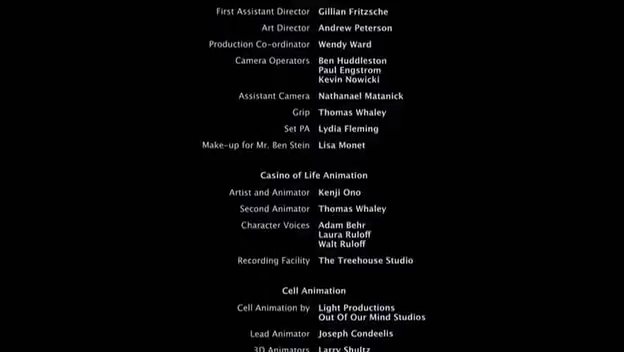 First Assistant Director Gillian Fritzsche
Art Director Andrew Peterson
Production Co-ordinator Wendy Ward
Camera Operators Ben Huddleston
Paul Engstrom
Kevin Nowicki
Assistant Camera Nathanael Matanick
Grip Thomas Whaley
Set PA Lydia Fleming
Make-up for Mr. Ben Stein Lisa Monet
Casino of Life Animation
Artist and Animator Kenji Ono
Second Animator Thomas Whaley
Character Voices Adam Behr
Laura Ruloff
Walt Ruloff
Recording Facility The Treehouse Studio
Cell Animation
Cell Animation by Light Productions
Out Of Our Mind Studios
Lead Animator Joseph Condeelis
3D Animators Larry Shultz